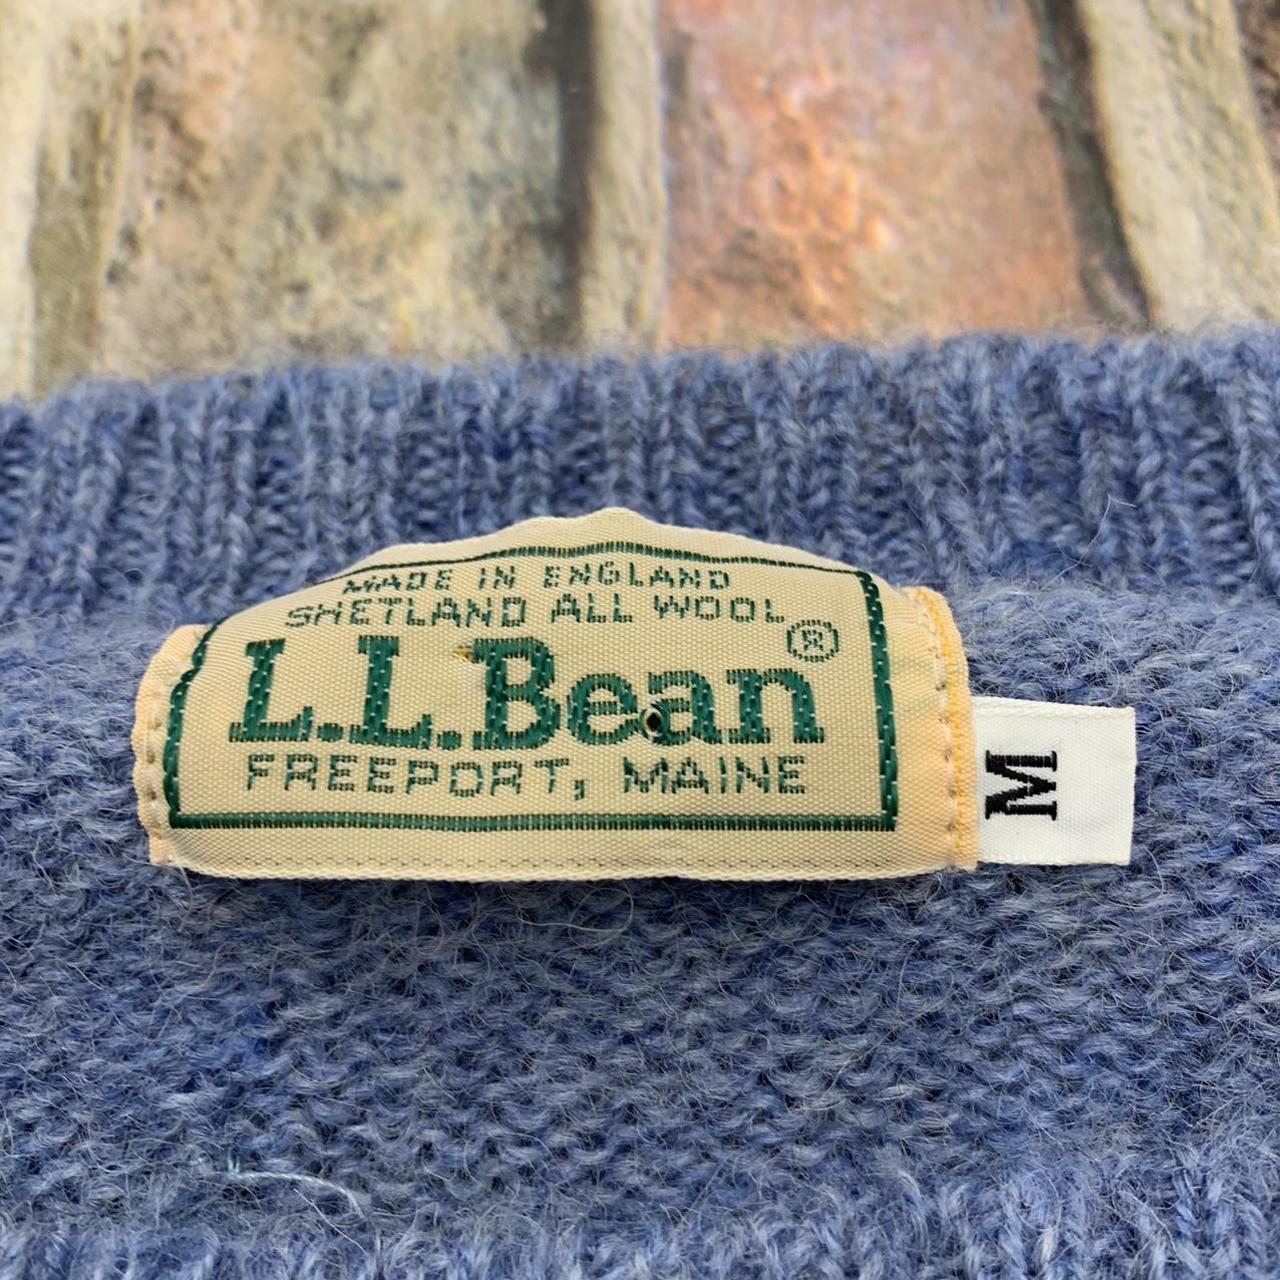 MADE IN ENGLAND
SHETLAND ALL WOOL
L.L.Bean®
FREEPORT, MAINE
M